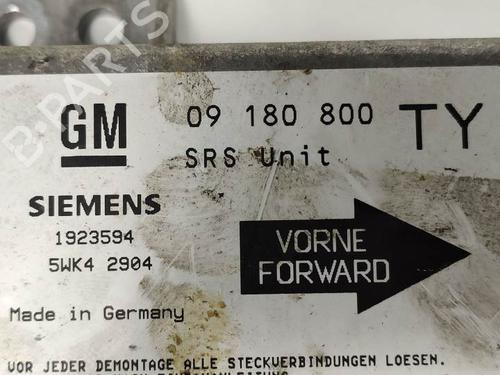 GM
09 180 800
TY
SRS Unit
SIEMENS
1923594
5WK4 2904
VORNE
FORWARD
Made in Germany
VOR JEDER DEMONTAGE ALLE STECKVERBINDUNGEN LOESEN.